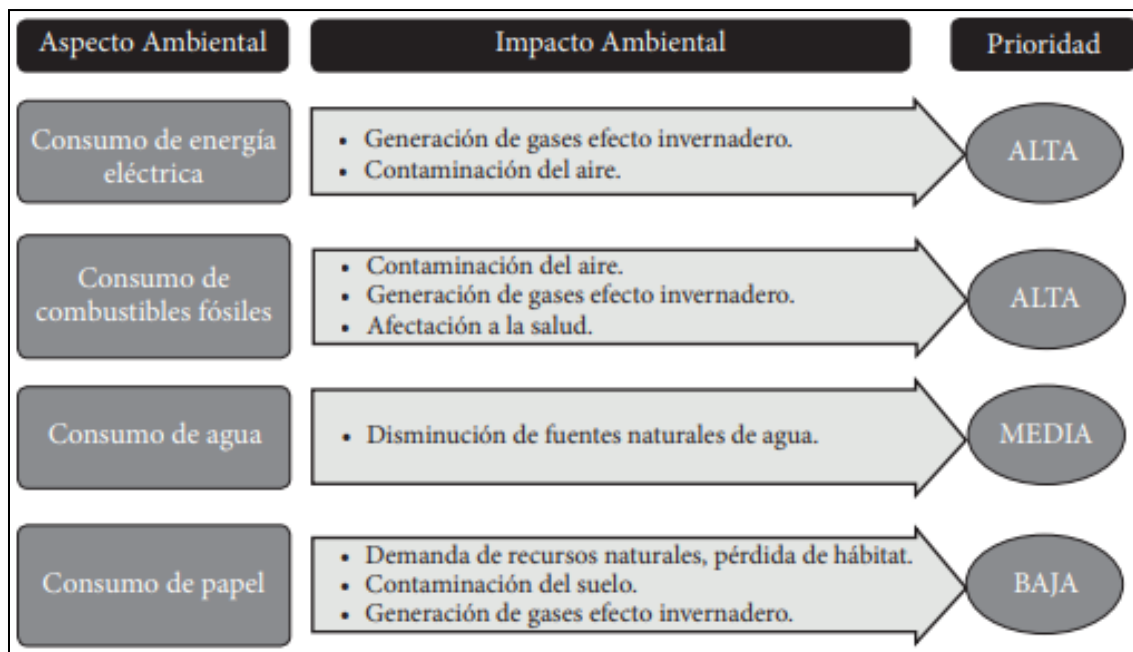 Aspecto Ambiental
Impacto Ambiental
Prioridad
Consumo de energía
eléctrica
• Generación de gases efecto invernadero.
• Contaminación del aire.
ALTA
Consumo de
combustibles fósiles
• Contaminación del aire.
• Generación de gases efecto invernadero.
• Afectación a la salud.
ALTA
Consumo de agua
• Disminución de fuentes naturales de agua.
MEDIA
Consumo de papel
• Demanda de recursos naturales, pérdida de hábitat.
• Contaminación del suelo.
• Generación de gases efecto invernadero.
BAJA